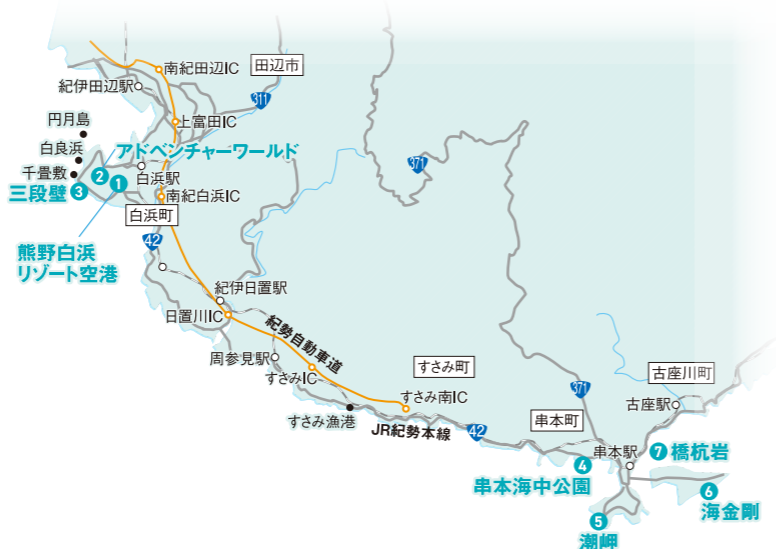 南紀田辺IC
田辺市
紀伊田辺駅
311
円月島
上富田IC
白良浜
アドベンチャーワールド
371
千畳敷
2
1
白浜駅
三段壁
3
南紀白浜IC
白浜町
42
熊野白浜
リゾート空港
紀伊日置駅
日置川IC
紀勢自動車道
周参見駅
すさみ町
古座川町
すさみIC
371
すさみ南IC
古座駅
すさみ漁港
串本町
JR紀勢本線
42
串本駅
7 橋杭岩
4
串本海中公園
6
海金剛
5
潮岬